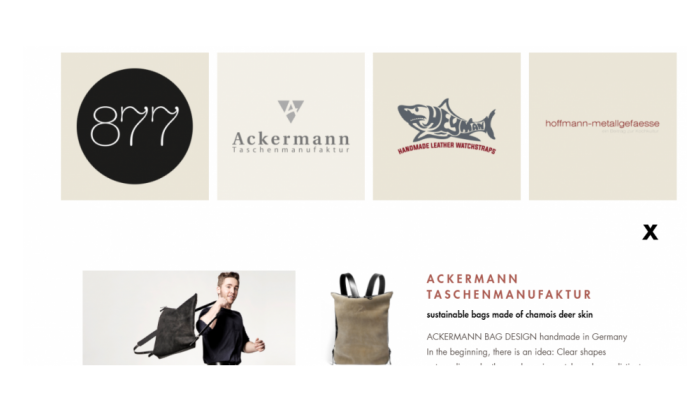 877
Ackermann
Taschenmanufaktur
HEYMANN
HANDMADE LEATHER WATCHSTRAPS
hoffmann-metallgefaesse
X
ACKERMANN
TASCHENMANUFAKTUR
sustainable bags made of chamois deer skin
ACKERMANN BAG DESIGN handmade in Germany
In the beginning, there is an idea: Clear shapes